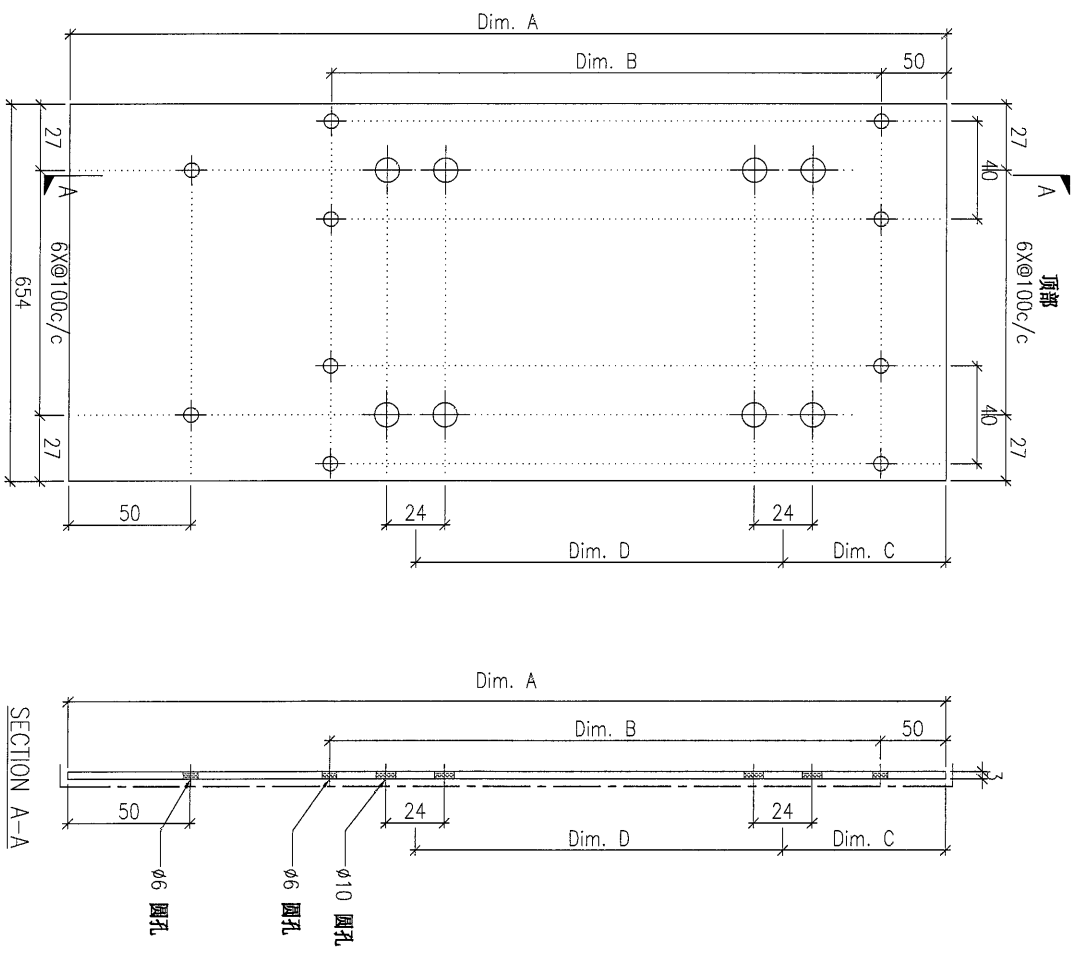 Dim. A
Dim. B
50
27
40
27
A
A
顶部
6X@100c/c
6X@100c/c
654
40
27
27
50
24
24
Dim. D
Dim. C
Dim. A
Dim. B
50
3
50
24
24
Dim. D
Dim. C
SECTION A-A
ø6 圆孔
ø6 圆孔
ø10 圆孔